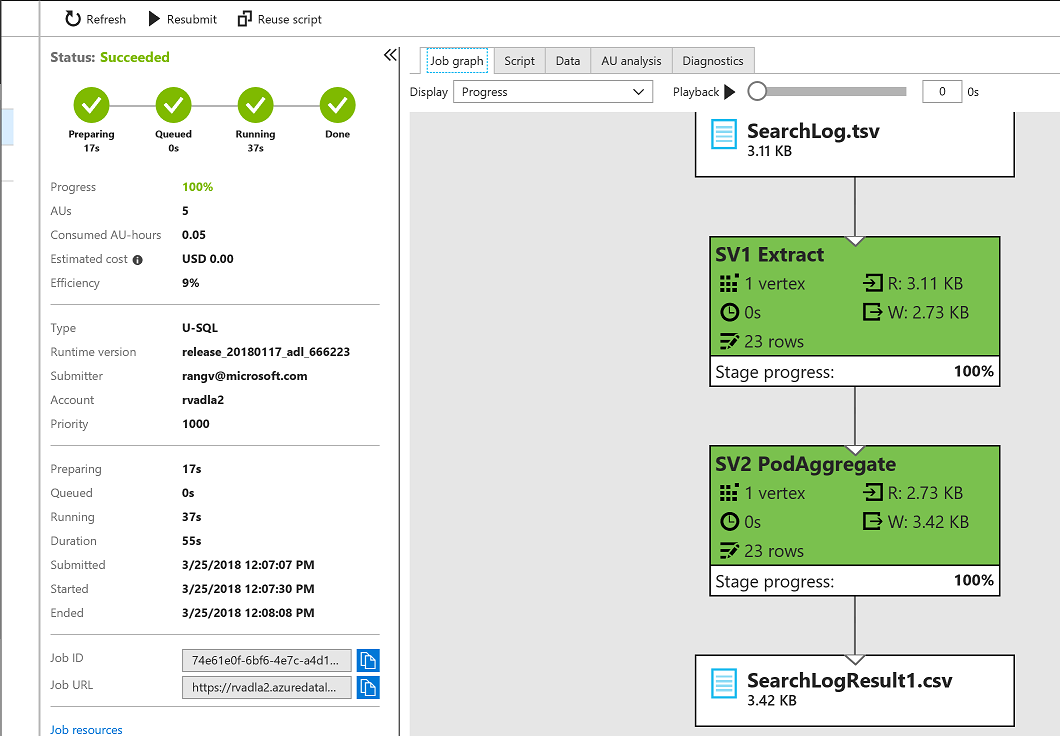 Refresh Resubmit Reuse script
Status: Succeeded
Preparing Queued Running Done
17s 0s 37s
Progress 100%
AUs 5
Consumed AU-hours 0.05
Estimated cost USD 0.00
Efficiency 9%
Type U-SQL
Runtime version release_20180117_adl_666223
Submitter rangv@microsoft.com
Account rvadla2
Priority 1000
Preparing 17s
Queued 0s
Running 37s
Duration 55s
Submitted 3/25/2018 12:07:07 PM
Started 3/25/2018 12:07:30 PM
Ended 3/25/2018 12:08:08 PM
Job ID 74e61e0f-6bf6-4e7c-a4d1...
Job URL https://rvadla2.azuredatal...
Job resources
Job graph Script Data AU analysis Diagnostics
Display Progress Playback 0 0s
SearchLog.tsv
3.11 KB
SV1 Extract
1 vertex R: 3.11 KB
0s W: 2.73 KB
23 rows
Stage progress: 100%
SV2 PodAggregate
1 vertex R: 2.73 KB
0s W: 3.42 KB
23 rows
Stage progress: 100%
SearchLogResult1.csv
3.42 KB